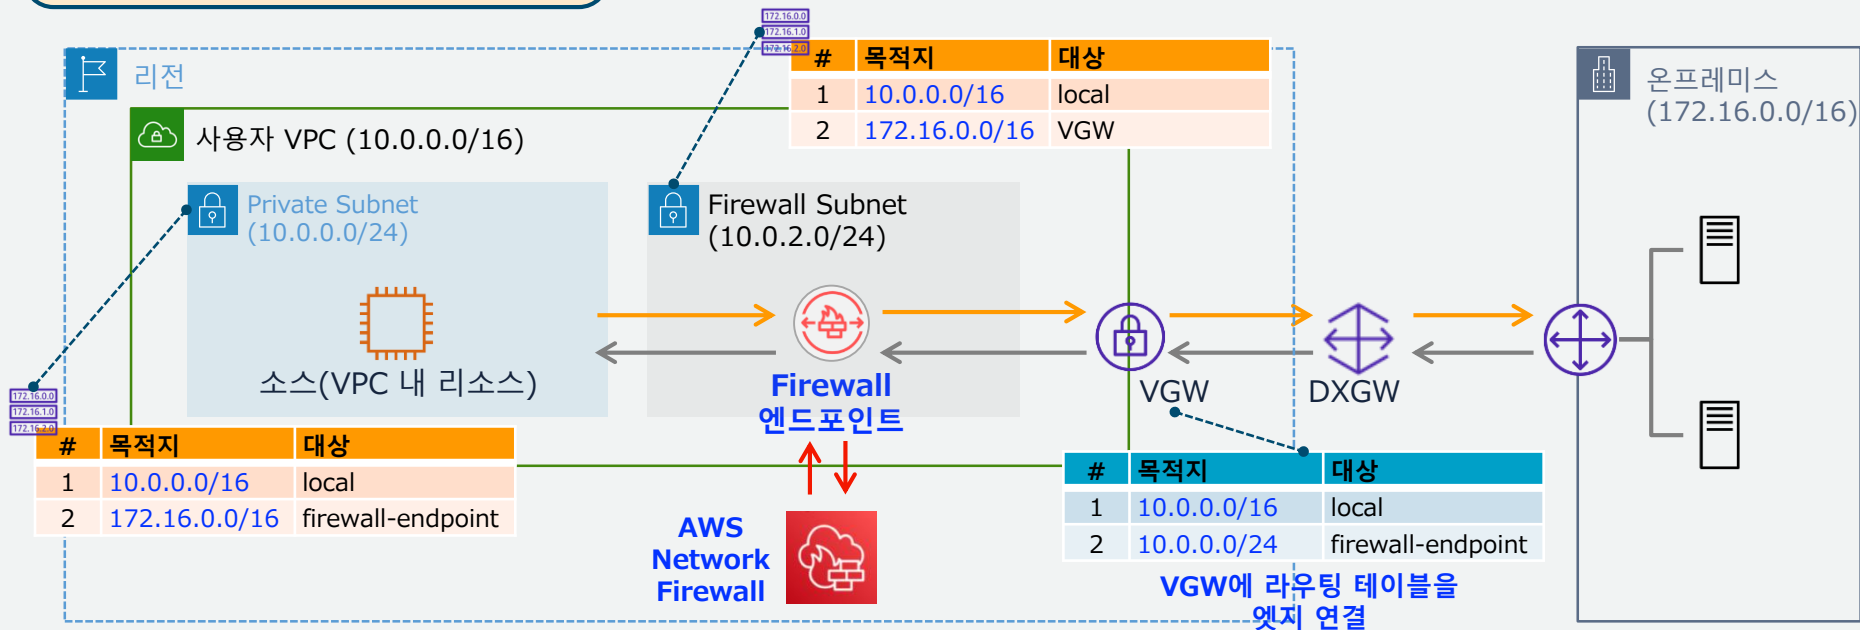 172.16.0.0
172.16.1.0
172.16.2.0
# 목적지 대상
1 10.0.0.0/16 local
2 172.16.0.0/16 VGW
리전
사용자 VPC (10.0.0.0/16)
온프레미스
(172.16.0.0/16)
Private Subnet
(10.0.0.0/24)
Firewall Subnet
(10.0.2.0/24)
소스(VPC 내 리소스)
Firewall
엔드포인트
VGW
DXGW
172.16.0.0
172.16.1.0
172.16.2.0
# 목적지 대상
1 10.0.0.0/16 local
2 172.16.0.0/16 firewall-endpoint
AWS
Network
Firewall
# 목적지 대상
1 10.0.0.0/16 local
2 10.0.0.0/24 firewall-endpoint
VGW에 라우팅 테이블을
엣지 연결